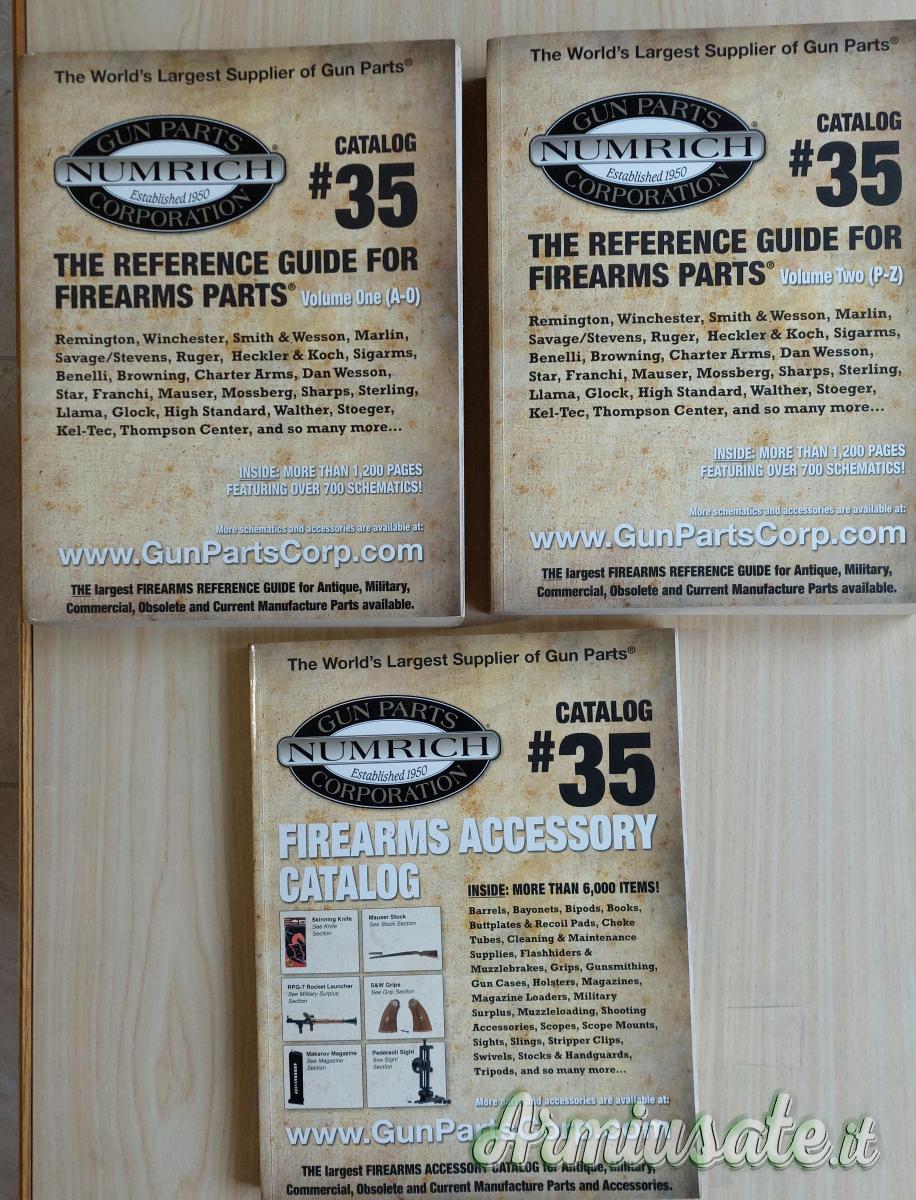 The World's Largest Supplier of Gun Parts®
GUN PARTS
NUMRICH®
Established 1950
CORPORATION
CATALOG
#35
THE REFERENCE GUIDE FOR
FIREARMS PARTS® Volume One (A-O)
Remington, Winchester, Smith & Wesson, Marlin,
Savage/Stevens, Ruger, Heckler & Koch, Sigarms,
Benelli, Browning, Charter Arms, Dan Wesson,
Star, Franchi, Mauser, Mossberg, Sharps, Sterling,
Llama, Glock, High Standard, Walther, Stoeger,
Kel-Tec, Thompson Center, and so many more...
INSIDE: MORE THAN 1,200 PAGES
FEATURING OVER 700 SCHEMATICS!
More schematics and accessories are available at:
www.GunPartsCorp.com
THE largest FIREARMS REFERENCE GUIDE for Antique, Military,
Commercial, Obsolete and Current Manufacture Parts available.
The World's Largest Supplier of Gun Parts®
GUN PARTS
NUMRICH®
Established 1950
CORPORATION
CATALOG
#35
THE REFERENCE GUIDE FOR
FIREARMS PARTS® Volume Two (P-Z)
Remington, Winchester, Smith & Wesson, Marlin,
Savage/Stevens, Ruger, Heckler & Koch, Sigarms,
Benelli, Browning, Charter Arms, Dan Wesson,
Star, Franchi, Mauser, Mossberg, Sharps, Sterling,
Llama, Glock, High Standard, Walther, Stoeger,
Kel-Tec, Thompson Center, and so many more...
INSIDE: MORE THAN 1,200 PAGES
FEATURING OVER 700 SCHEMATICS!
More schematics and accessories are available at:
www.GunPartsCorp.com
THE largest FIREARMS REFERENCE GUIDE for Antique, Military,
Commercial, Obsolete and Current Manufacture Parts available.
The World's Largest Supplier of Gun Parts®
GUN PARTS
NUMRICH®
Established 1950
CORPORATION
CATALOG
#35
FIREARMS ACCESSORY
CATALOG
Skinning Knife
See Knife
Section
Mauser Stock
See Stock Section
RPG-7 Rocket Launcher
See Military Surplus
Section
S&W Grips
See Grip Section
Makarov Magazine
See Magazine
Section
Pedersoli Sight
See Sight
Section
INSIDE: MORE THAN 6,000 ITEMS!
Barrels, Bayonets, Bipods, Books,
Buttplates & Recoil Pads, Choke
Tubes, Cleaning & Maintenance
Supplies, Flashhiders &
Muzzlebrakes, Grips, Gunsmithing,
Gun Cases, Holsters, Magazines,
Magazine Loaders, Military
Surplus, Muzzleloading, Shooting
Accessories, Scopes, Scope Mounts,
Sights, Slings, Stripper Clips,
Swivels, Stocks & Handguards,
Tripods, and so many more...
More parts and accessories are available at:
www.GunPartsCorp.com
THE largest FIREARMS ACCESSORY CATALOG for Antique, Military,
Commercial, Obsolete and Current Manufacture Parts and Accessories.
Armiusate.it